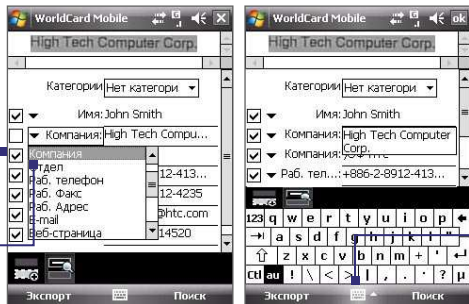 WorldCard Mobile
High Tech Computer Corp.
Категории Нет категори
Имя: John Smith
Компания: High Tech Compu...
Компания
Отдел
Раб. телефон
12-413...
Раб. Факс
12-4235
Раб. Адрес
E-mail
htc.com
Веб-страница
14520
Экспорт
Поиск
WorldCard Mobile
ok
High Tech Computer Corp.
Категории Нет категори
Имя: John Smith
Компания: High Tech Computer Corp.
Компания:
Раб. тел...: +886-2-8912-413...
123 q w e r t y u i o p
a s d f g h j k l "
z x c v b n m + '
Ctl au ! \ < > | , . - ? µ
Экспорт
Поиск